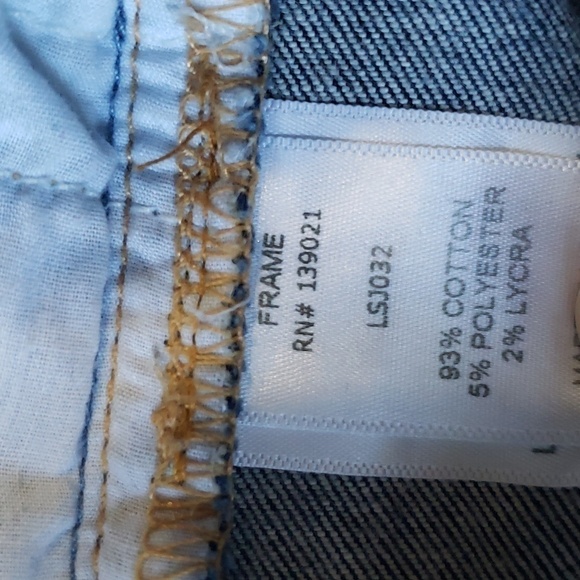 FRAME
RN# 139021
LSJ032
93% COTTON
5% POLYESTER
2% LYCRA